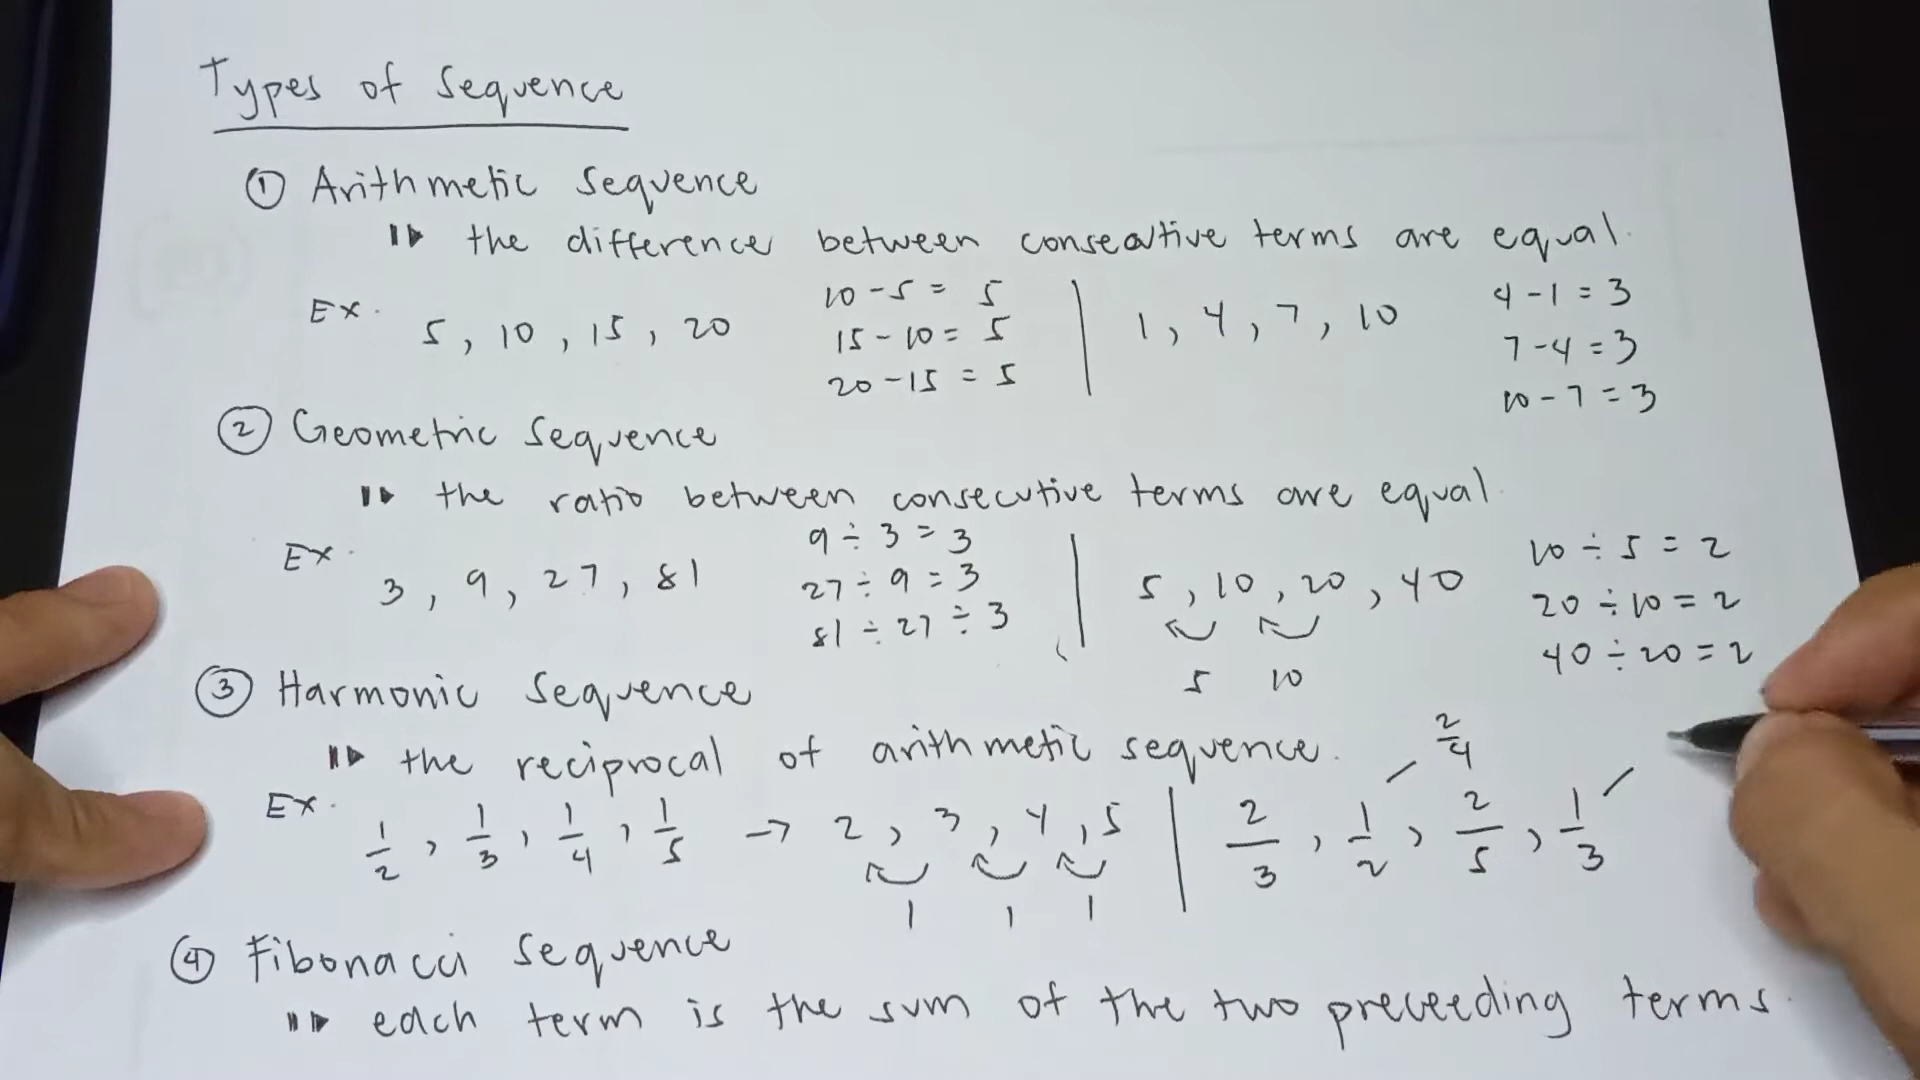 Types of Sequence
① Arithmetic Sequence
the difference between consecutive terms are equal.
Ex. 5, 10, 15, 20
10 - 5 = 5
15 - 10 = 5
20 - 15 = 5
1, 4, 7, 10
4 - 1 = 3
7 - 4 = 3
10 - 7 = 3
② Geometric Sequence
the ratio between consecutive terms are equal.
Ex. 3, 9, 27, 81
9 ÷ 3 = 3
27 ÷ 9 = 3
81 ÷ 27 ÷ 3
5, 10, 20, 40
5 10
10 ÷ 5 = 2
20 ÷ 10 = 2
40 ÷ 20 = 2
③ Harmonic Sequence
the reciprocal of arithmetic sequence.
Ex. 1/2, 1/3, 1/4, 1/5 → 2, 3, 4, 5
1 1 1
2/4
2/3, 1/2, 2/5, 1/3
④ Fibonacci Sequence
each term is the sum of the two preceeding terms.